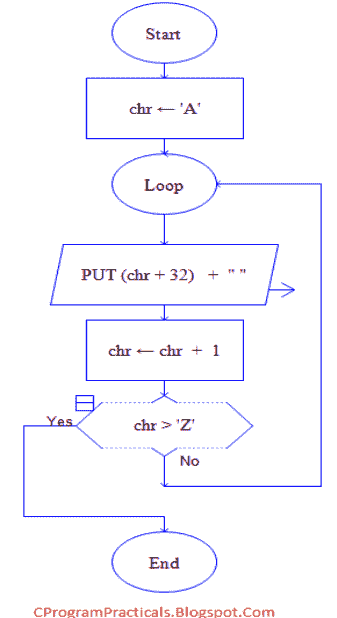 Start
chr ← 'A'
Loop
PUT (chr + 32) + " "
chr ← chr + 1
chr > 'Z'
Yes
No
End
CProgramPracticals.Blogspot.Com